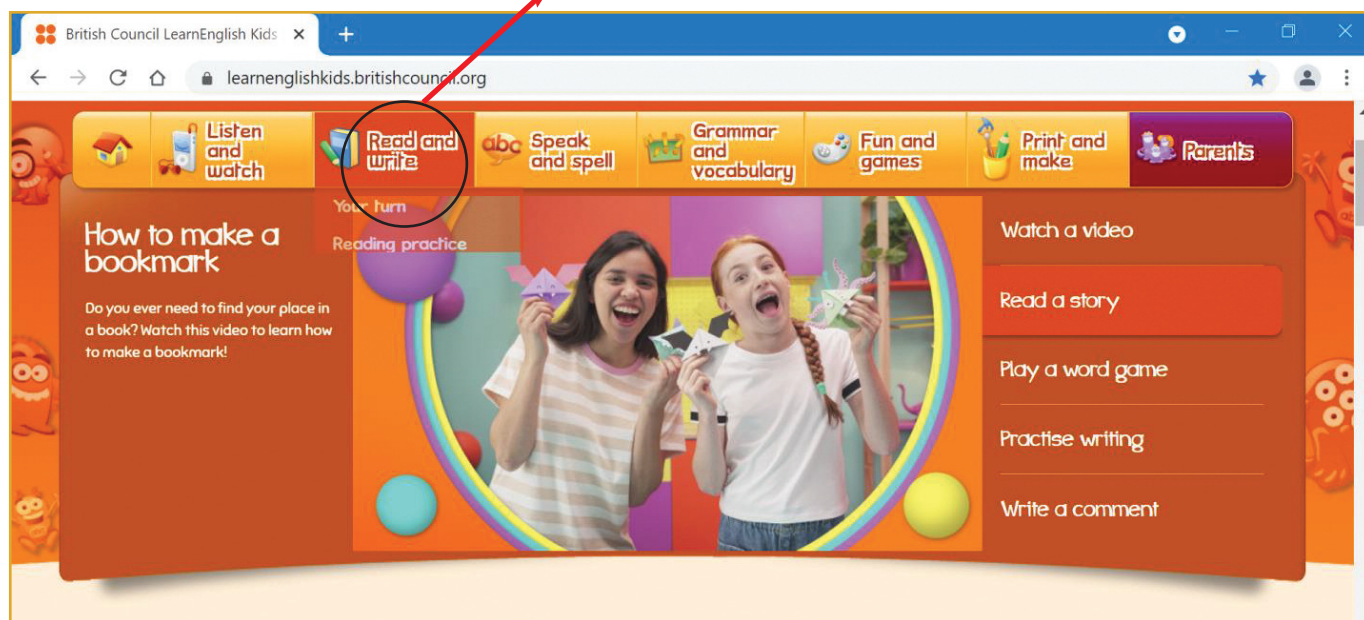 British Council LearnEnglish Kids
learnenglishkids.britishcouncil.org
Listen
and
watch
Read and
write
abc
Speak
and spell
Grammar
and
vocabulary
Fun and
games
Print and
make
Parents
Your turn
Reading practice
How to make a
bookmark
Do you ever need to find your place in
a book? Watch this video to learn how
to make a bookmark!
Watch a video
Read a story
Play a word game
Practise writing
Write a comment